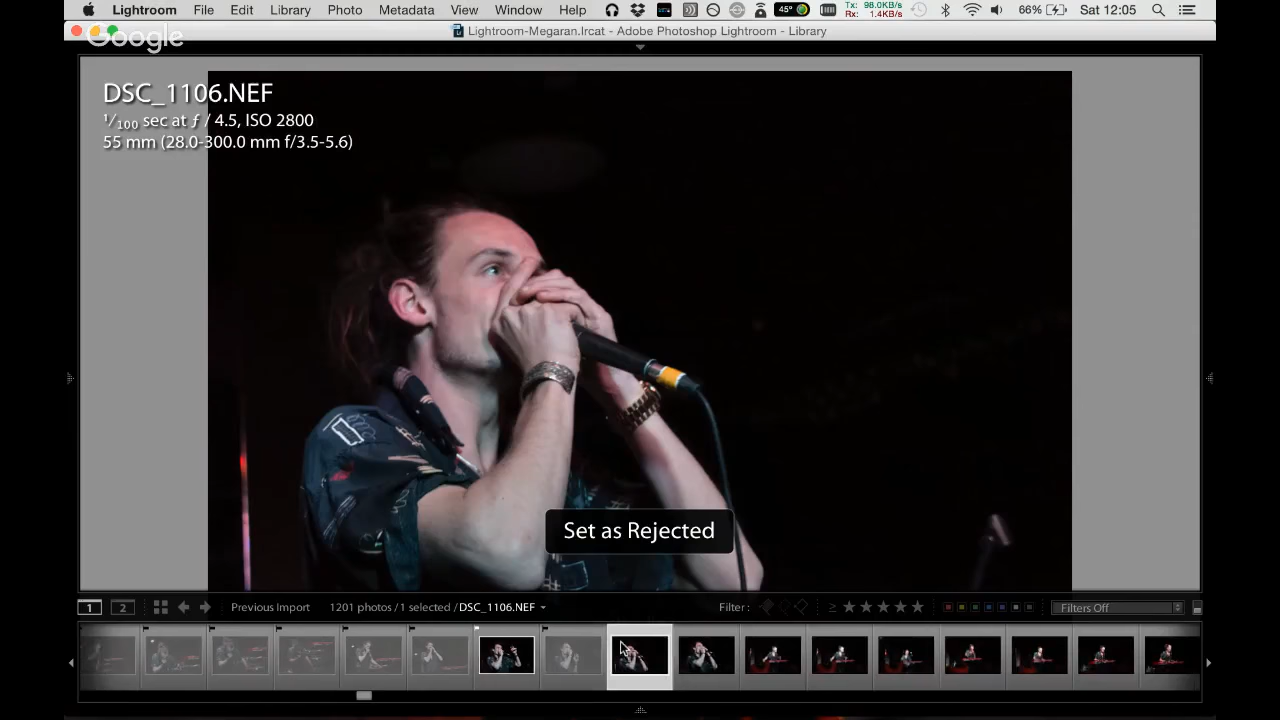 Lightroom File Edit Library Photo Metadata View Window Help 45° Tx: 98.0KB/s Rx: 1.4KB/s 66% Sat 12:05
Google
Lightroom-Megaran.lrcat - Adobe Photoshop Lightroom - Library
DSC_1106.NEF
1/100 sec at ƒ / 4.5, ISO 2800
55 mm (28.0-300.0 mm f/3.5-5.6)
Set as Rejected
1 2 Previous Import 1201 photos / 1 selected / DSC_1106.NEF Filter: ≥ ★★★★★ Filters Off